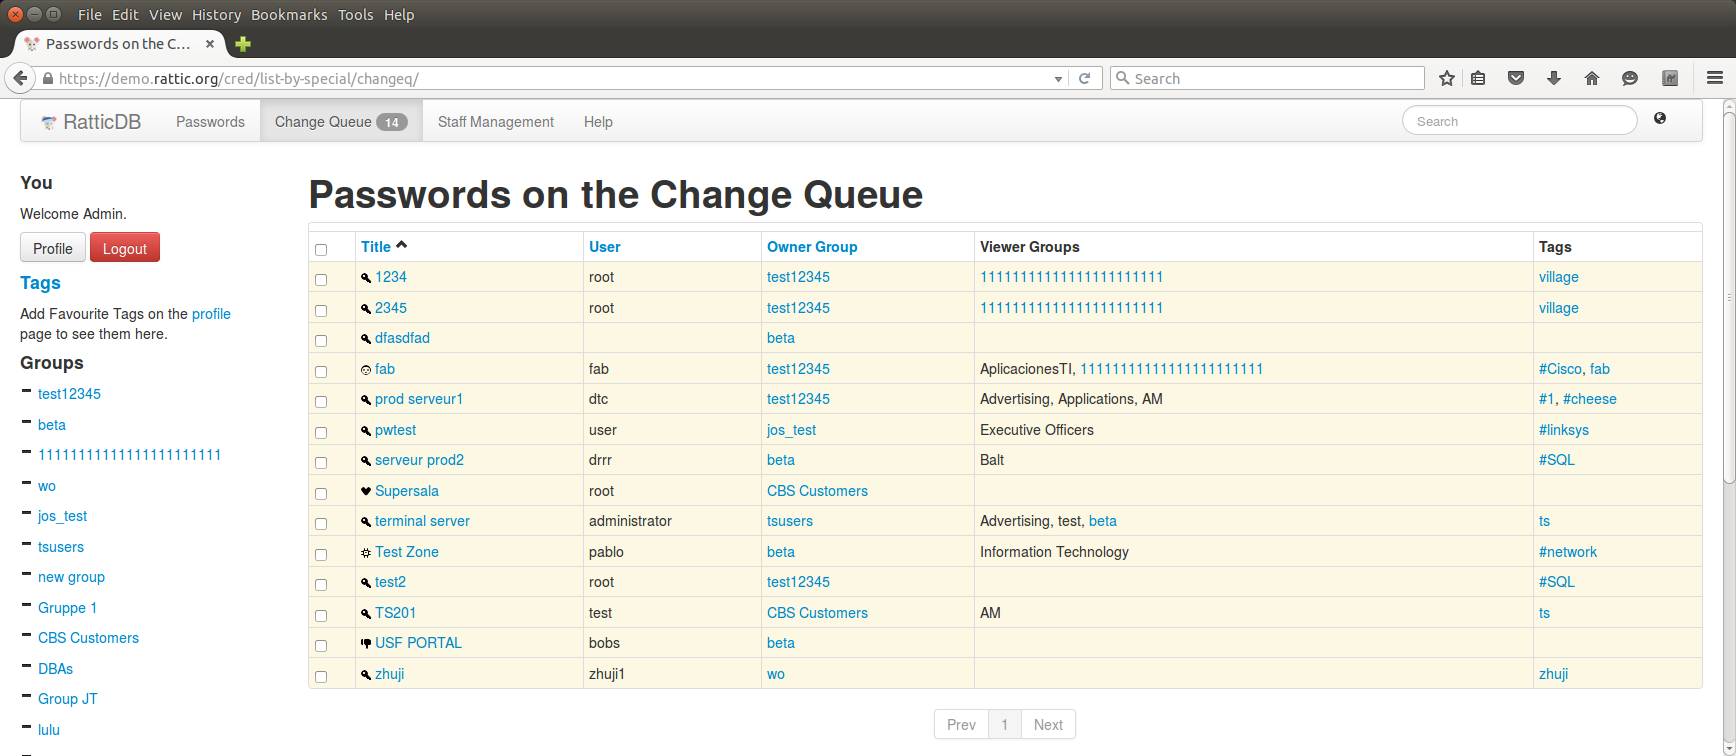 File Edit View History Bookmarks Tools Help
Passwords on the C...
https://demo.rattic.org/cred/list-by-special/changeq/ Search
RatticDB Passwords Change Queue 14 Staff Management Help Search
You
Welcome Admin.
Profile Logout
Tags
Add Favourite Tags on the profile
page to see them here.
Groups
test12345
beta
11111111111111111111111
wo
jos_test
tsusers
new group
Gruppe 1
CBS Customers
DBAs
Group JT
lulu
Passwords on the Change Queue
Title User Owner Group Viewer Groups Tags
1234 root test12345 11111111111111111111111 village
2345 root test12345 11111111111111111111111 village
dfasdfad beta
fab fab test12345 AplicacionesTI, 11111111111111111111111 #Cisco, fab
prod serveur1 dtc test12345 Advertising, Applications, AM #1, #cheese
pwtest user jos_test Executive Officers #linksys
serveur prod2 drrr beta Balt #SQL
Supersala root CBS Customers
terminal server administrator tsusers Advertising, test, beta ts
Test Zone pablo beta Information Technology #network
test2 root test12345 #SQL
TS201 test CBS Customers AM ts
USF PORTAL bobs beta
zhuji zhuji1 wo zhuji
Prev 1 Next